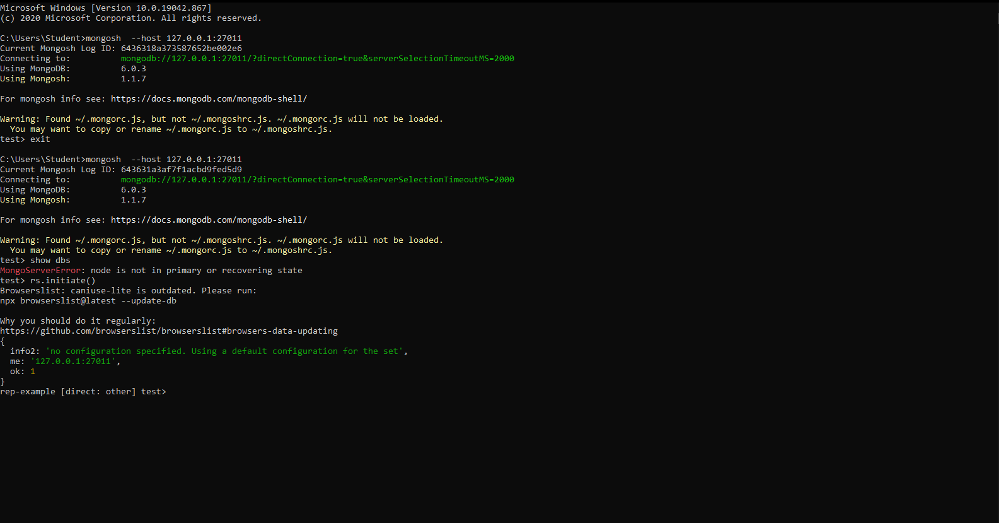 Microsoft Windows [Version 10.0.19042.867]
(c) 2020 Microsoft Corporation. All rights reserved.
C:\Users\Student>mongosh  --host 127.0.0.1:27011
Current Mongosh Log ID: 6436318a373587652be002e6
Connecting to:          mongodb://127.0.0.1:27011/?directConnection=true&serverSelectionTimeoutMS=2000
Using MongoDB:          6.0.3
Using Mongosh:          1.1.7
For mongosh info see: https://docs.mongodb.com/mongodb-shell/
Warning: Found ~/.mongorc.js, but not ~/.mongoshrc.js. ~/.mongorc.js will not be loaded.
  You may want to copy or rename ~/.mongorc.js to ~/.mongoshrc.js.
test> exit
C:\Users\Student>mongosh  --host 127.0.0.1:27011
Current Mongosh Log ID: 643631a3af7f1acbd9fed5d9
Connecting to:          mongodb://127.0.0.1:27011/?directConnection=true&serverSelectionTimeoutMS=2000
Using MongoDB:          6.0.3
Using Mongosh:          1.1.7
For mongosh info see: https://docs.mongodb.com/mongodb-shell/
Warning: Found ~/.mongorc.js, but not ~/.mongoshrc.js. ~/.mongorc.js will not be loaded.
  You may want to copy or rename ~/.mongorc.js to ~/.mongoshrc.js.
test> show dbs
MongoServerError: node is not in primary or recovering state
test> rs.initiate()
Browserslist: caniuse-lite is outdated. Please run:
npx browserslist@latest --update-db
Why you should do it regularly:
https://github.com/browserslist/browserslist#browsers-data-updating
{
  info2: 'no configuration specified. Using a default configuration for the set',
  me: '127.0.0.1:27011',
  ok: 1
}
rep-example [direct: other] test>